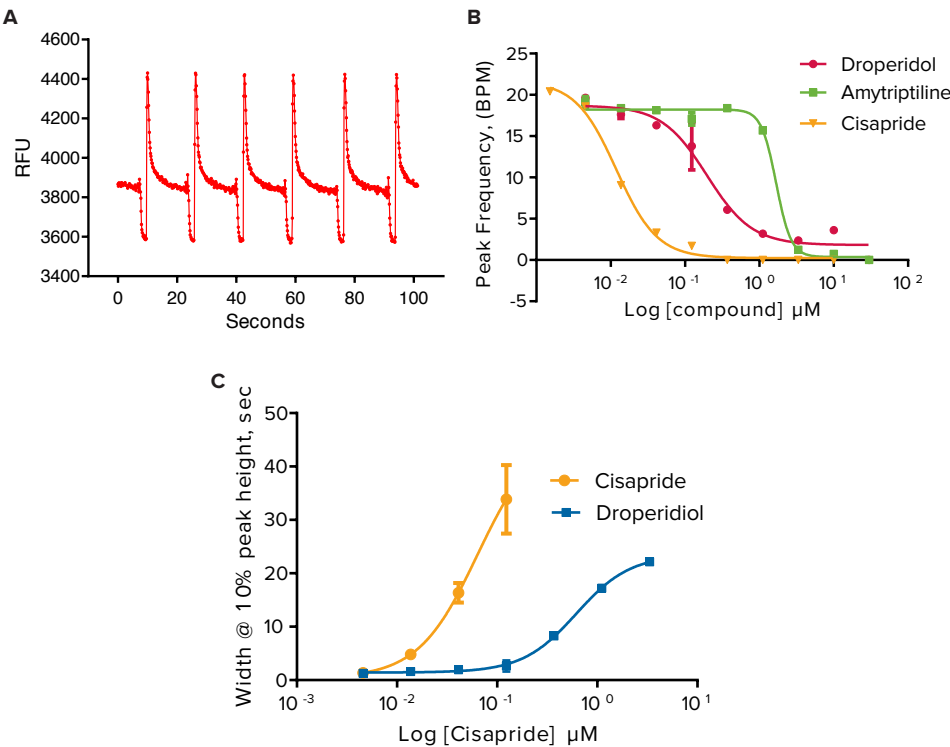 A
4600
4400
4200
4000
3800
3600
3400
RFU
0 20 40 60 80 100
Seconds
B
25
20
15
10
5
0
-5
Peak Frequency, (BPM)
10 -2 10 -1 10 0 10 1 10 2
Log [compound] µM
Droperidol
Amytriptiline
Cisapride
C
50
40
30
20
10
0
Width @ 10% peak height, sec
10 -3 10 -2 10 -1 10 0 10 1
Log [Cisapride] µM
Cisapride
Droperidiol